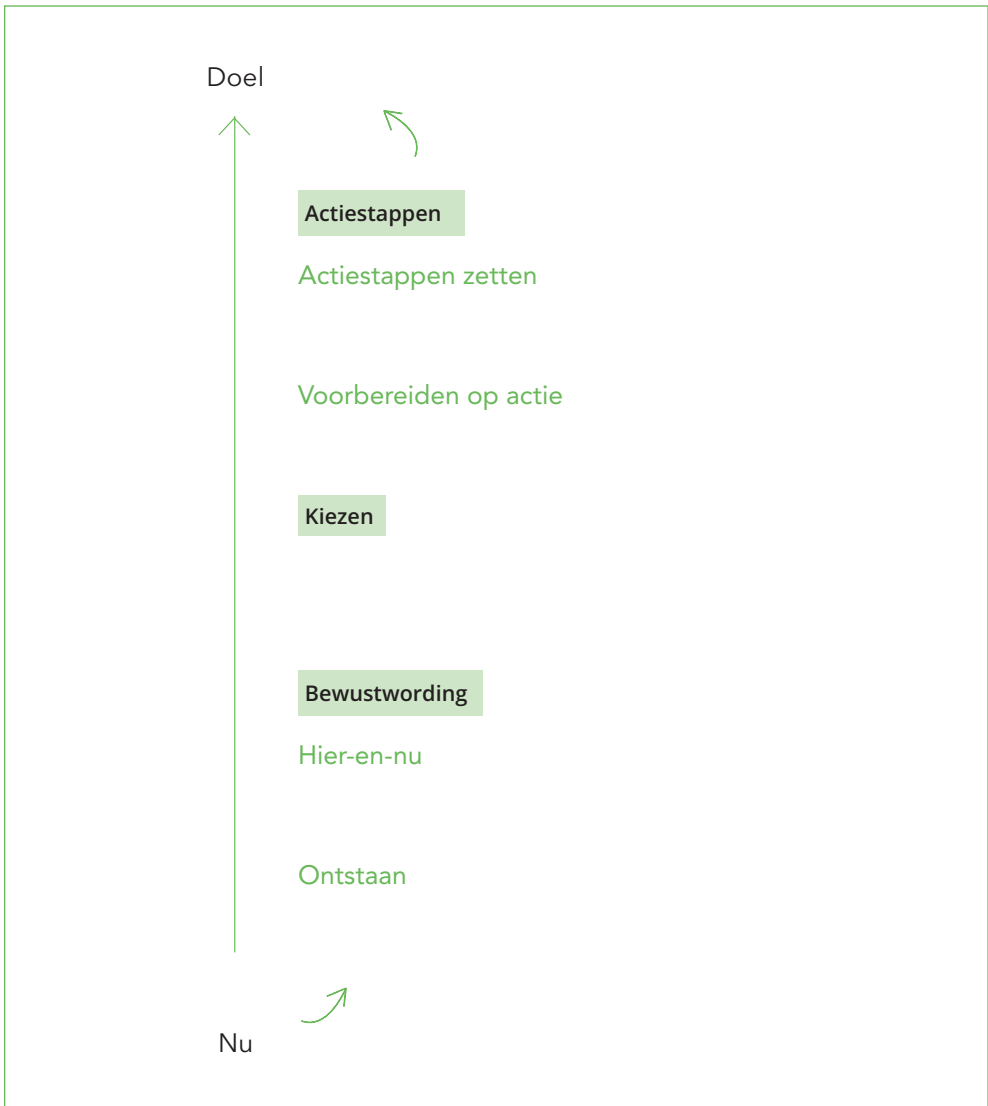 Doel
Actiestappen
Actiestappen zetten
Voorbereiden op actie
Kiezen
Bewustwording
Hier-en-nu
Ontstaan
Nu